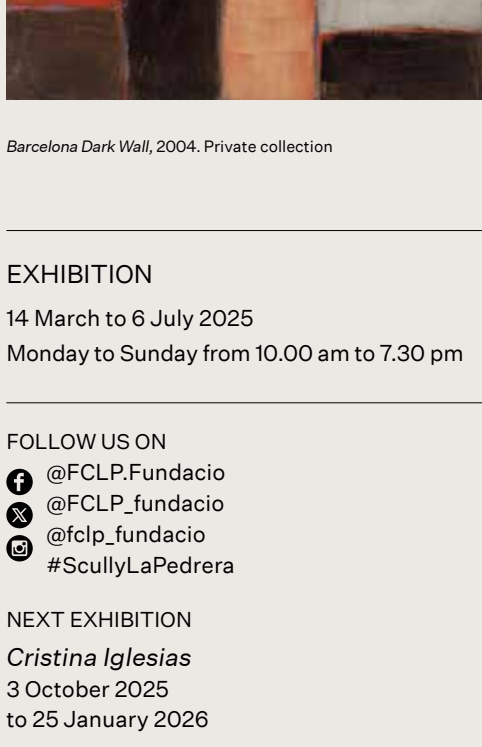 Barcelona Dark Wall, 2004. Private collection
EXHIBITION
14 March to 6 July 2025
Monday to Sunday from 10.00 am to 7.30 pm
FOLLOW US ON
@FCLP.Fundacio
@FCLP_fundacio
@fclp_fundacio
#ScullyLaPedrera
NEXT EXHIBITION
Cristina Iglesias
3 October 2025
to 25 January 2026